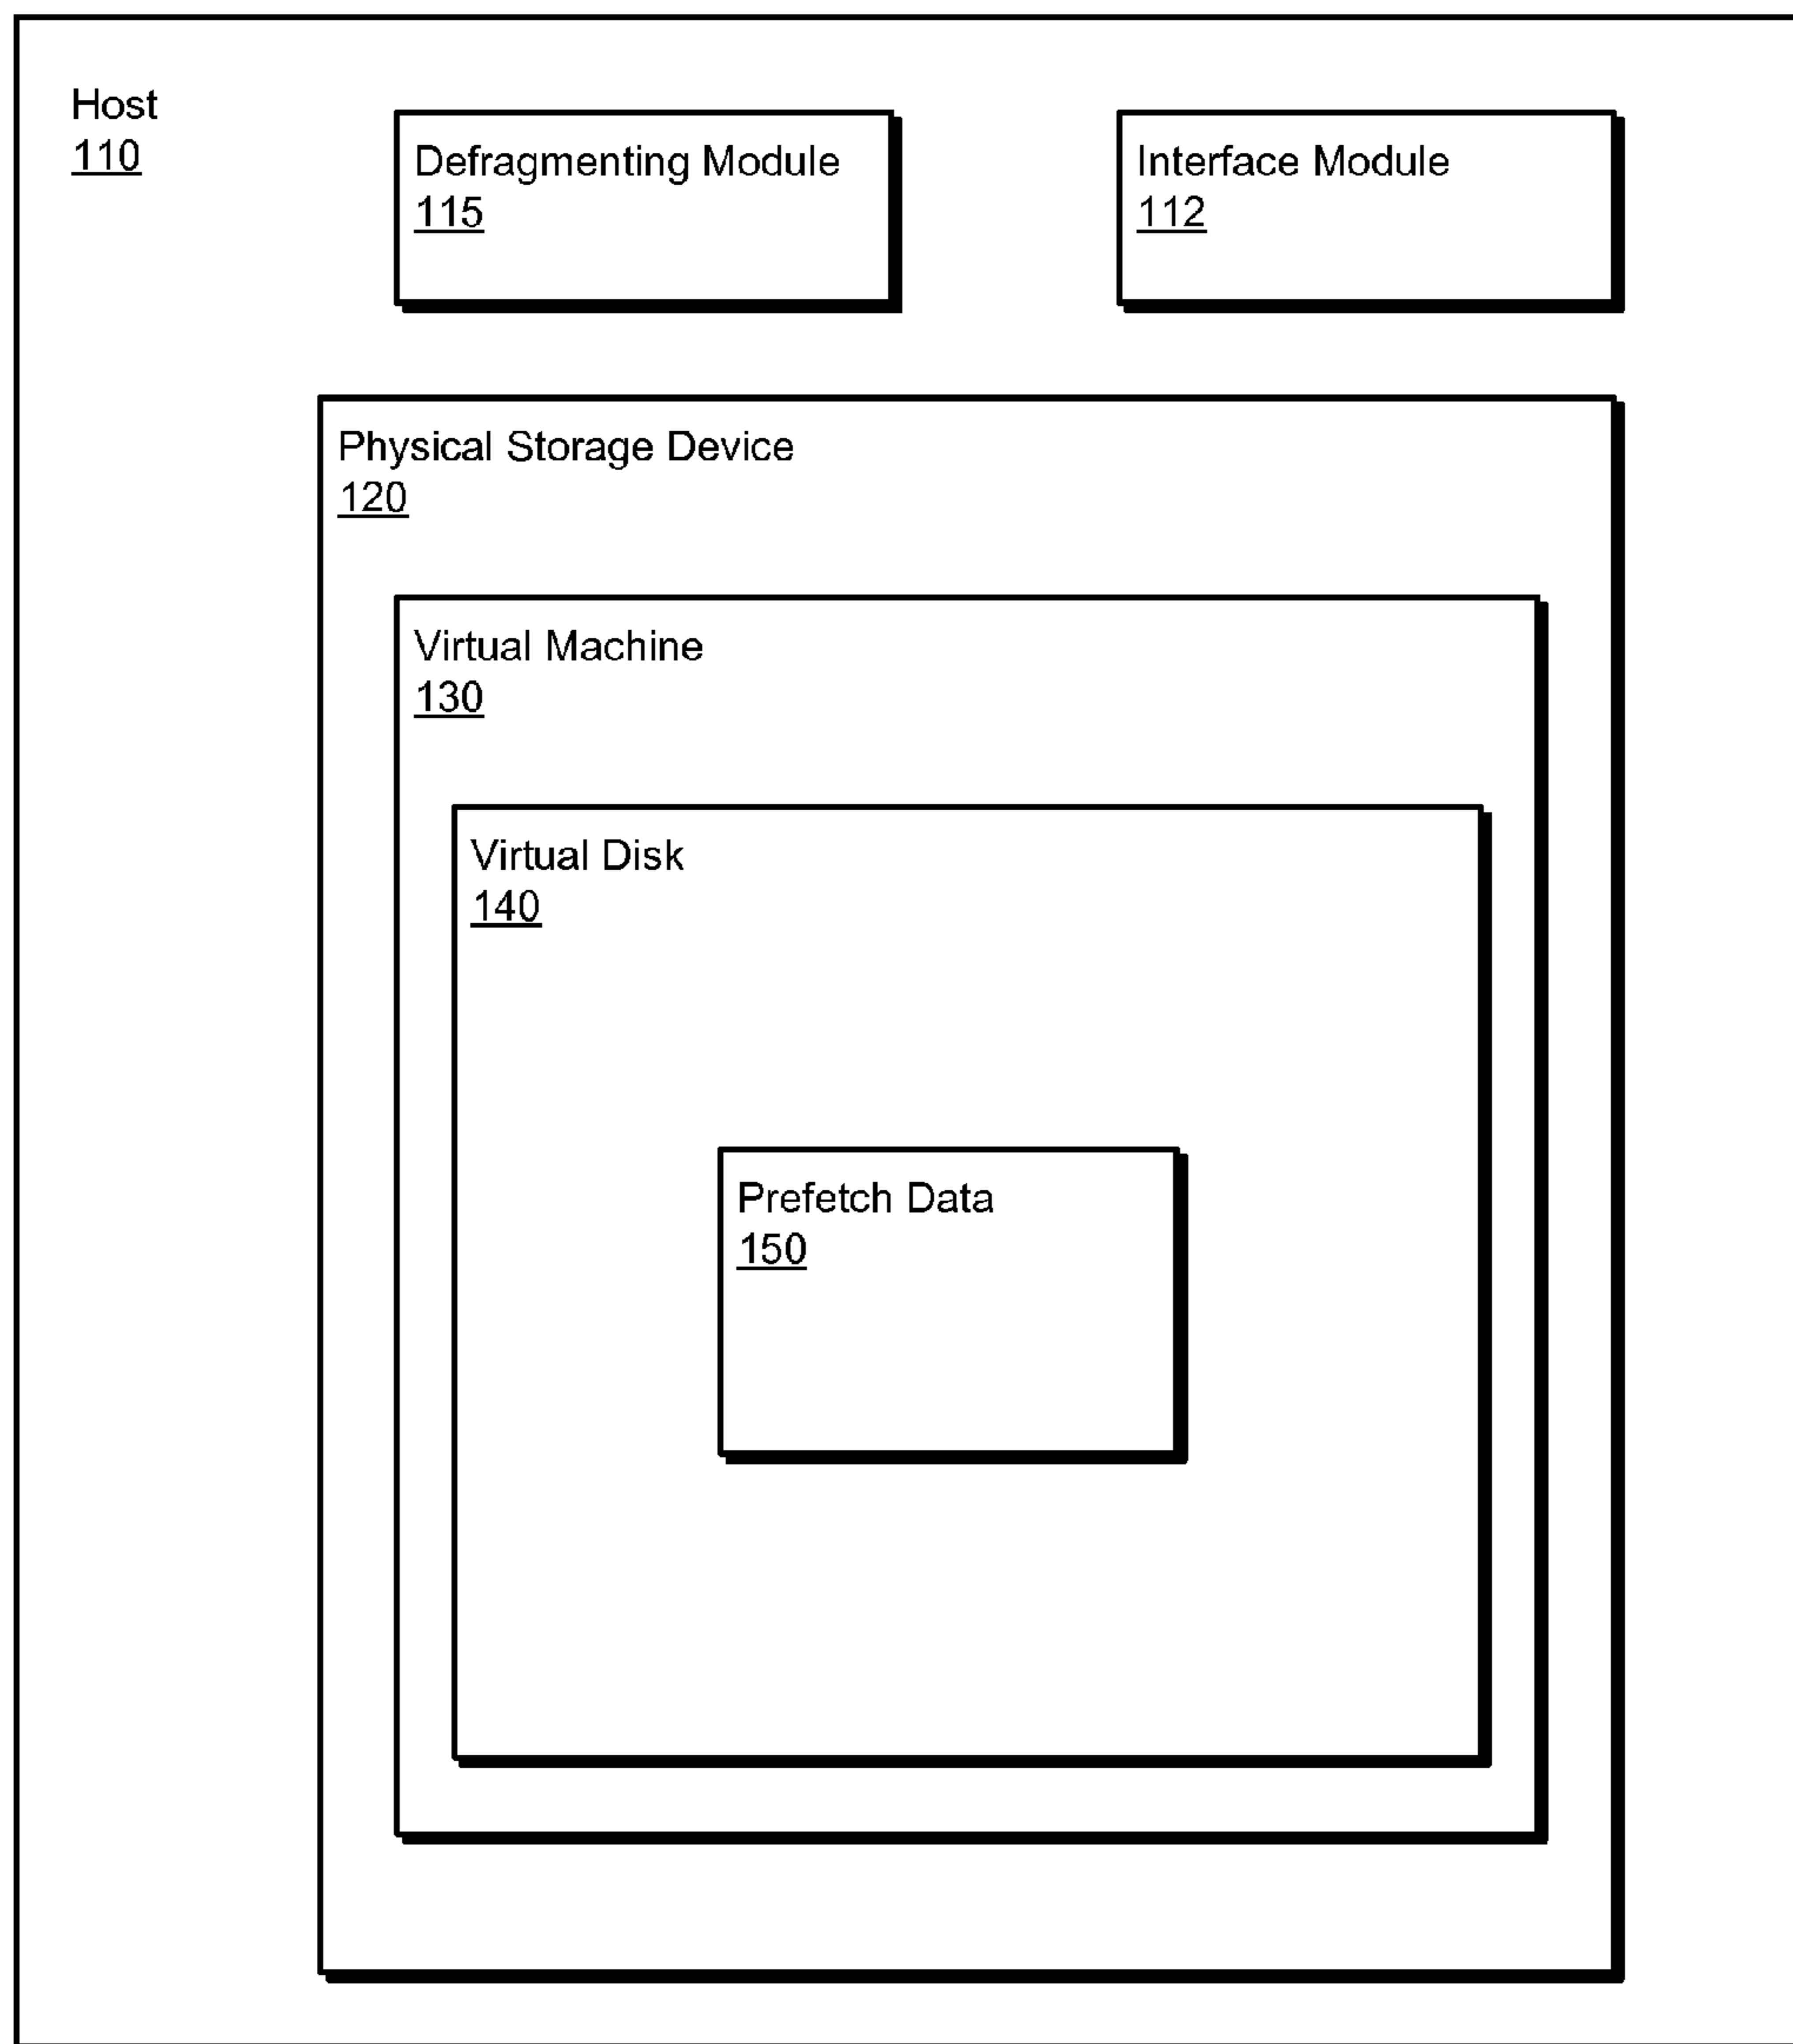 Host
110
Defragmenting Module
115
Interface Module
112
Physical Storage Device
120
Virtual Machine
130
Virtual Disk
140
Prefetch Data
150